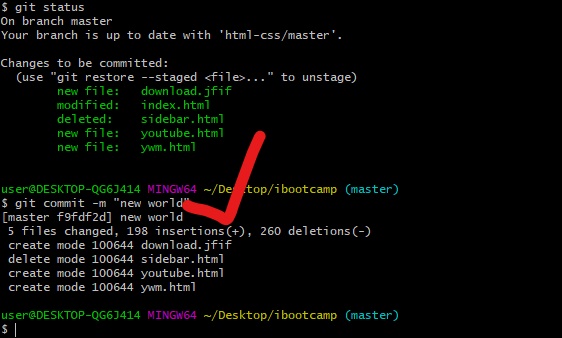 $ git status
On branch master
Your branch is up to date with 'html-css/master'.
Changes to be committed:
(use "git restore --staged <file>..." to unstage)
new file: download.jfif
modified: index.html
deleted: sidebar.html
new file: youtube.html
new file: ywm.html
user@DESKTOP-QG6J414 MINGW64 ~/Desktop/ibootcamp (master)
$ git commit -m "new world"
[master f9fdf2d] new world
5 files changed, 198 insertions(+), 260 deletions(-)
create mode 100644 download.jfif
delete mode 100644 sidebar.html
create mode 100644 youtube.html
create mode 100644 ywm.html
user@DESKTOP-QG6J414 MINGW64 ~/Desktop/ibootcamp (master)
$